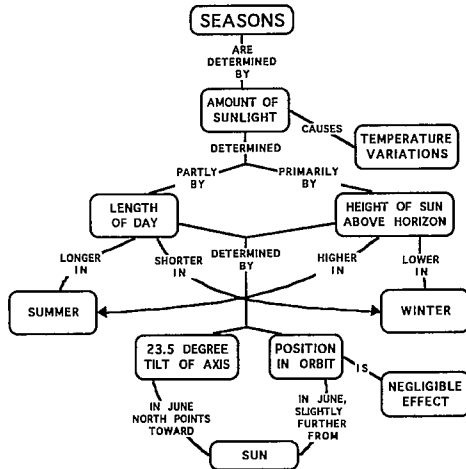 SEASONS
ARE
DETERMINED
BY
AMOUNT OF
SUNLIGHT
CAUSES
TEMPERATURE
VARIATIONS
DETERMINED
PARTLY
BY
PRIMARILY
BY
LENGTH
OF DAY
HEIGHT OF SUN
ABOVE HORIZON
LONGER
IN
SHORTER
IN
DETERMINED
BY
HIGHER
IN
LOWER
IN
SUMMER
WINTER
23.5 DEGREE
TILT OF AXIS
POSITION
IN ORBIT
IS
NEGLIGIBLE
EFFECT
IN JUNE
NORTH POINTS
TOWARD
IN JUNE,
SLIGHTLY
FURTHER
FROM
SUN